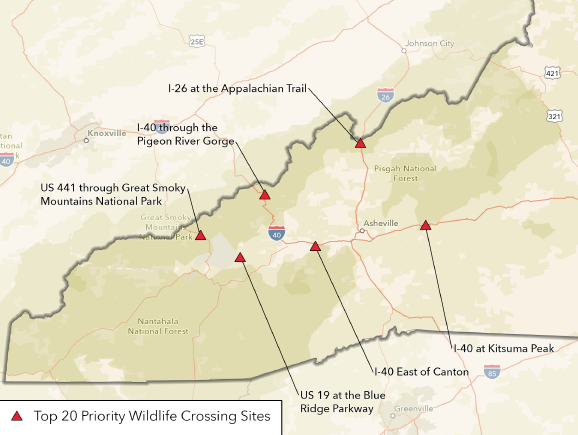 25E
Johnson City
421
I-26 at the Appalachian Trail
26
321
I-40 through the
Pigeon River Gorge
40
Knoxville
tan
onal
40
Pisgah National
Forest
US 441 through Great Smoky
Mountains National Park
Great Smoky
Mountains
National Park
40
Asheville
Nantahala
National Forest
I-40 at Kitsuma Peak
I-40 East of Canton
85
US 19 at the Blue
Ridge Parkway
Greenville
Top 20 Priority Wildlife Crossing Sites